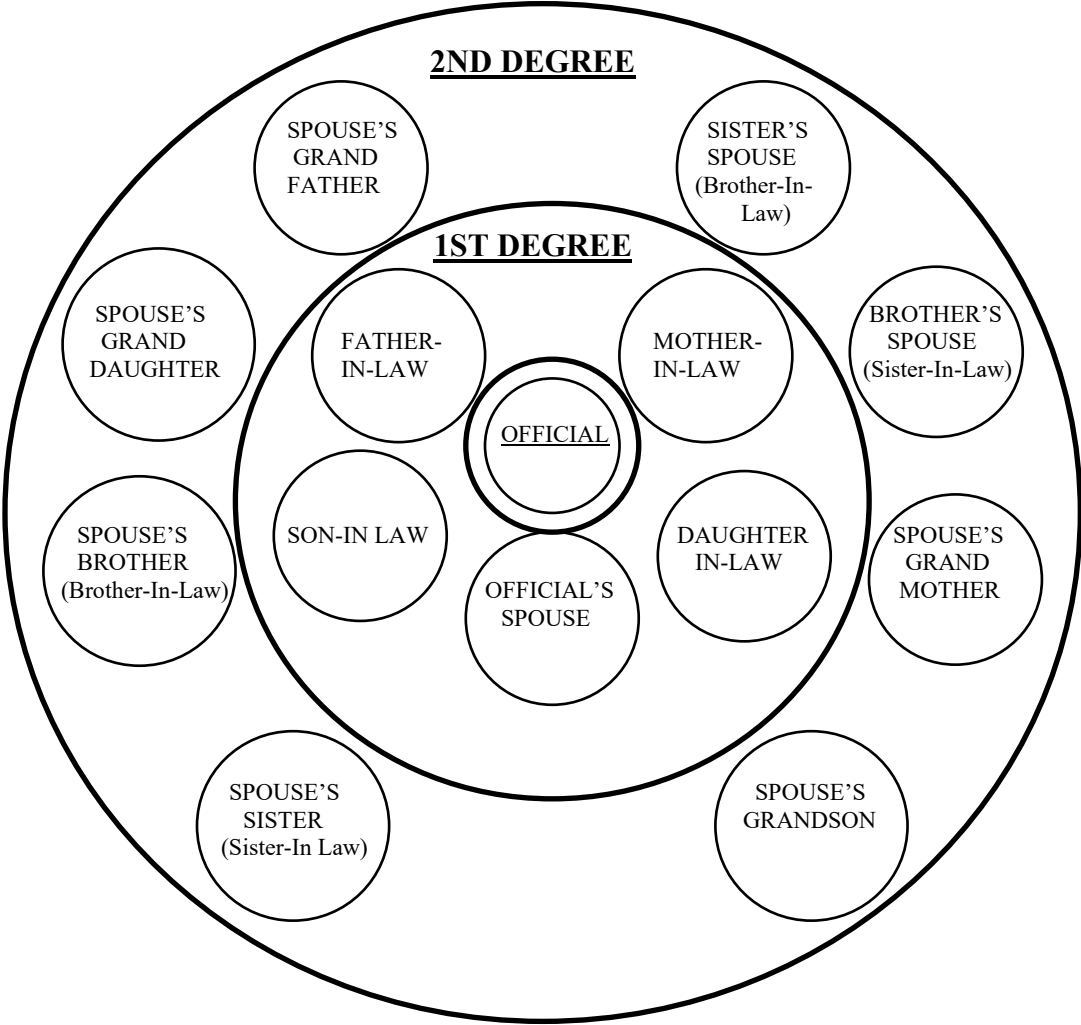 2ND DEGREE
SPOUSE’S
GRAND
FATHER
SISTER’S
SPOUSE
(Brother-In-
Law)
1ST DEGREE
SPOUSE’S
GRAND
DAUGHTER
FATHER-
IN-LAW
MOTHER-
IN-LAW
BROTHER’S
SPOUSE
(Sister-In-Law)
OFFICIAL
SPOUSE’S
BROTHER
(Brother-In-Law)
SON-IN LAW
OFFICIAL’S
SPOUSE
DAUGHTER
IN-LAW
SPOUSE’S
GRAND
MOTHER
SPOUSE’S
SISTER
(Sister-In Law)
SPOUSE’S
GRANDSON